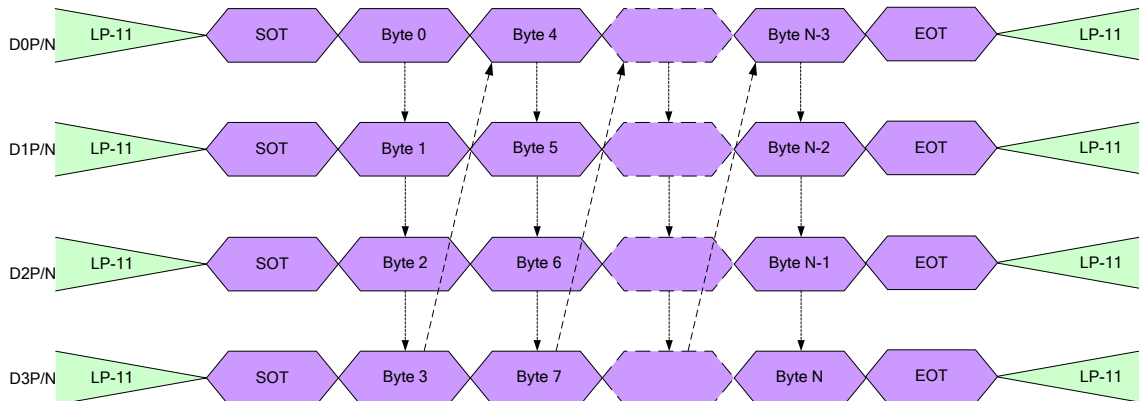 D0P/N LP-11 SOT Byte 0 Byte 4 Byte N-3 EOT LP-11
D1P/N LP-11 SOT Byte 1 Byte 5 Byte N-2 EOT LP-11
D2P/N LP-11 SOT Byte 2 Byte 6 Byte N-1 EOT LP-11
D3P/N LP-11 SOT Byte 3 Byte 7 Byte N EOT LP-11